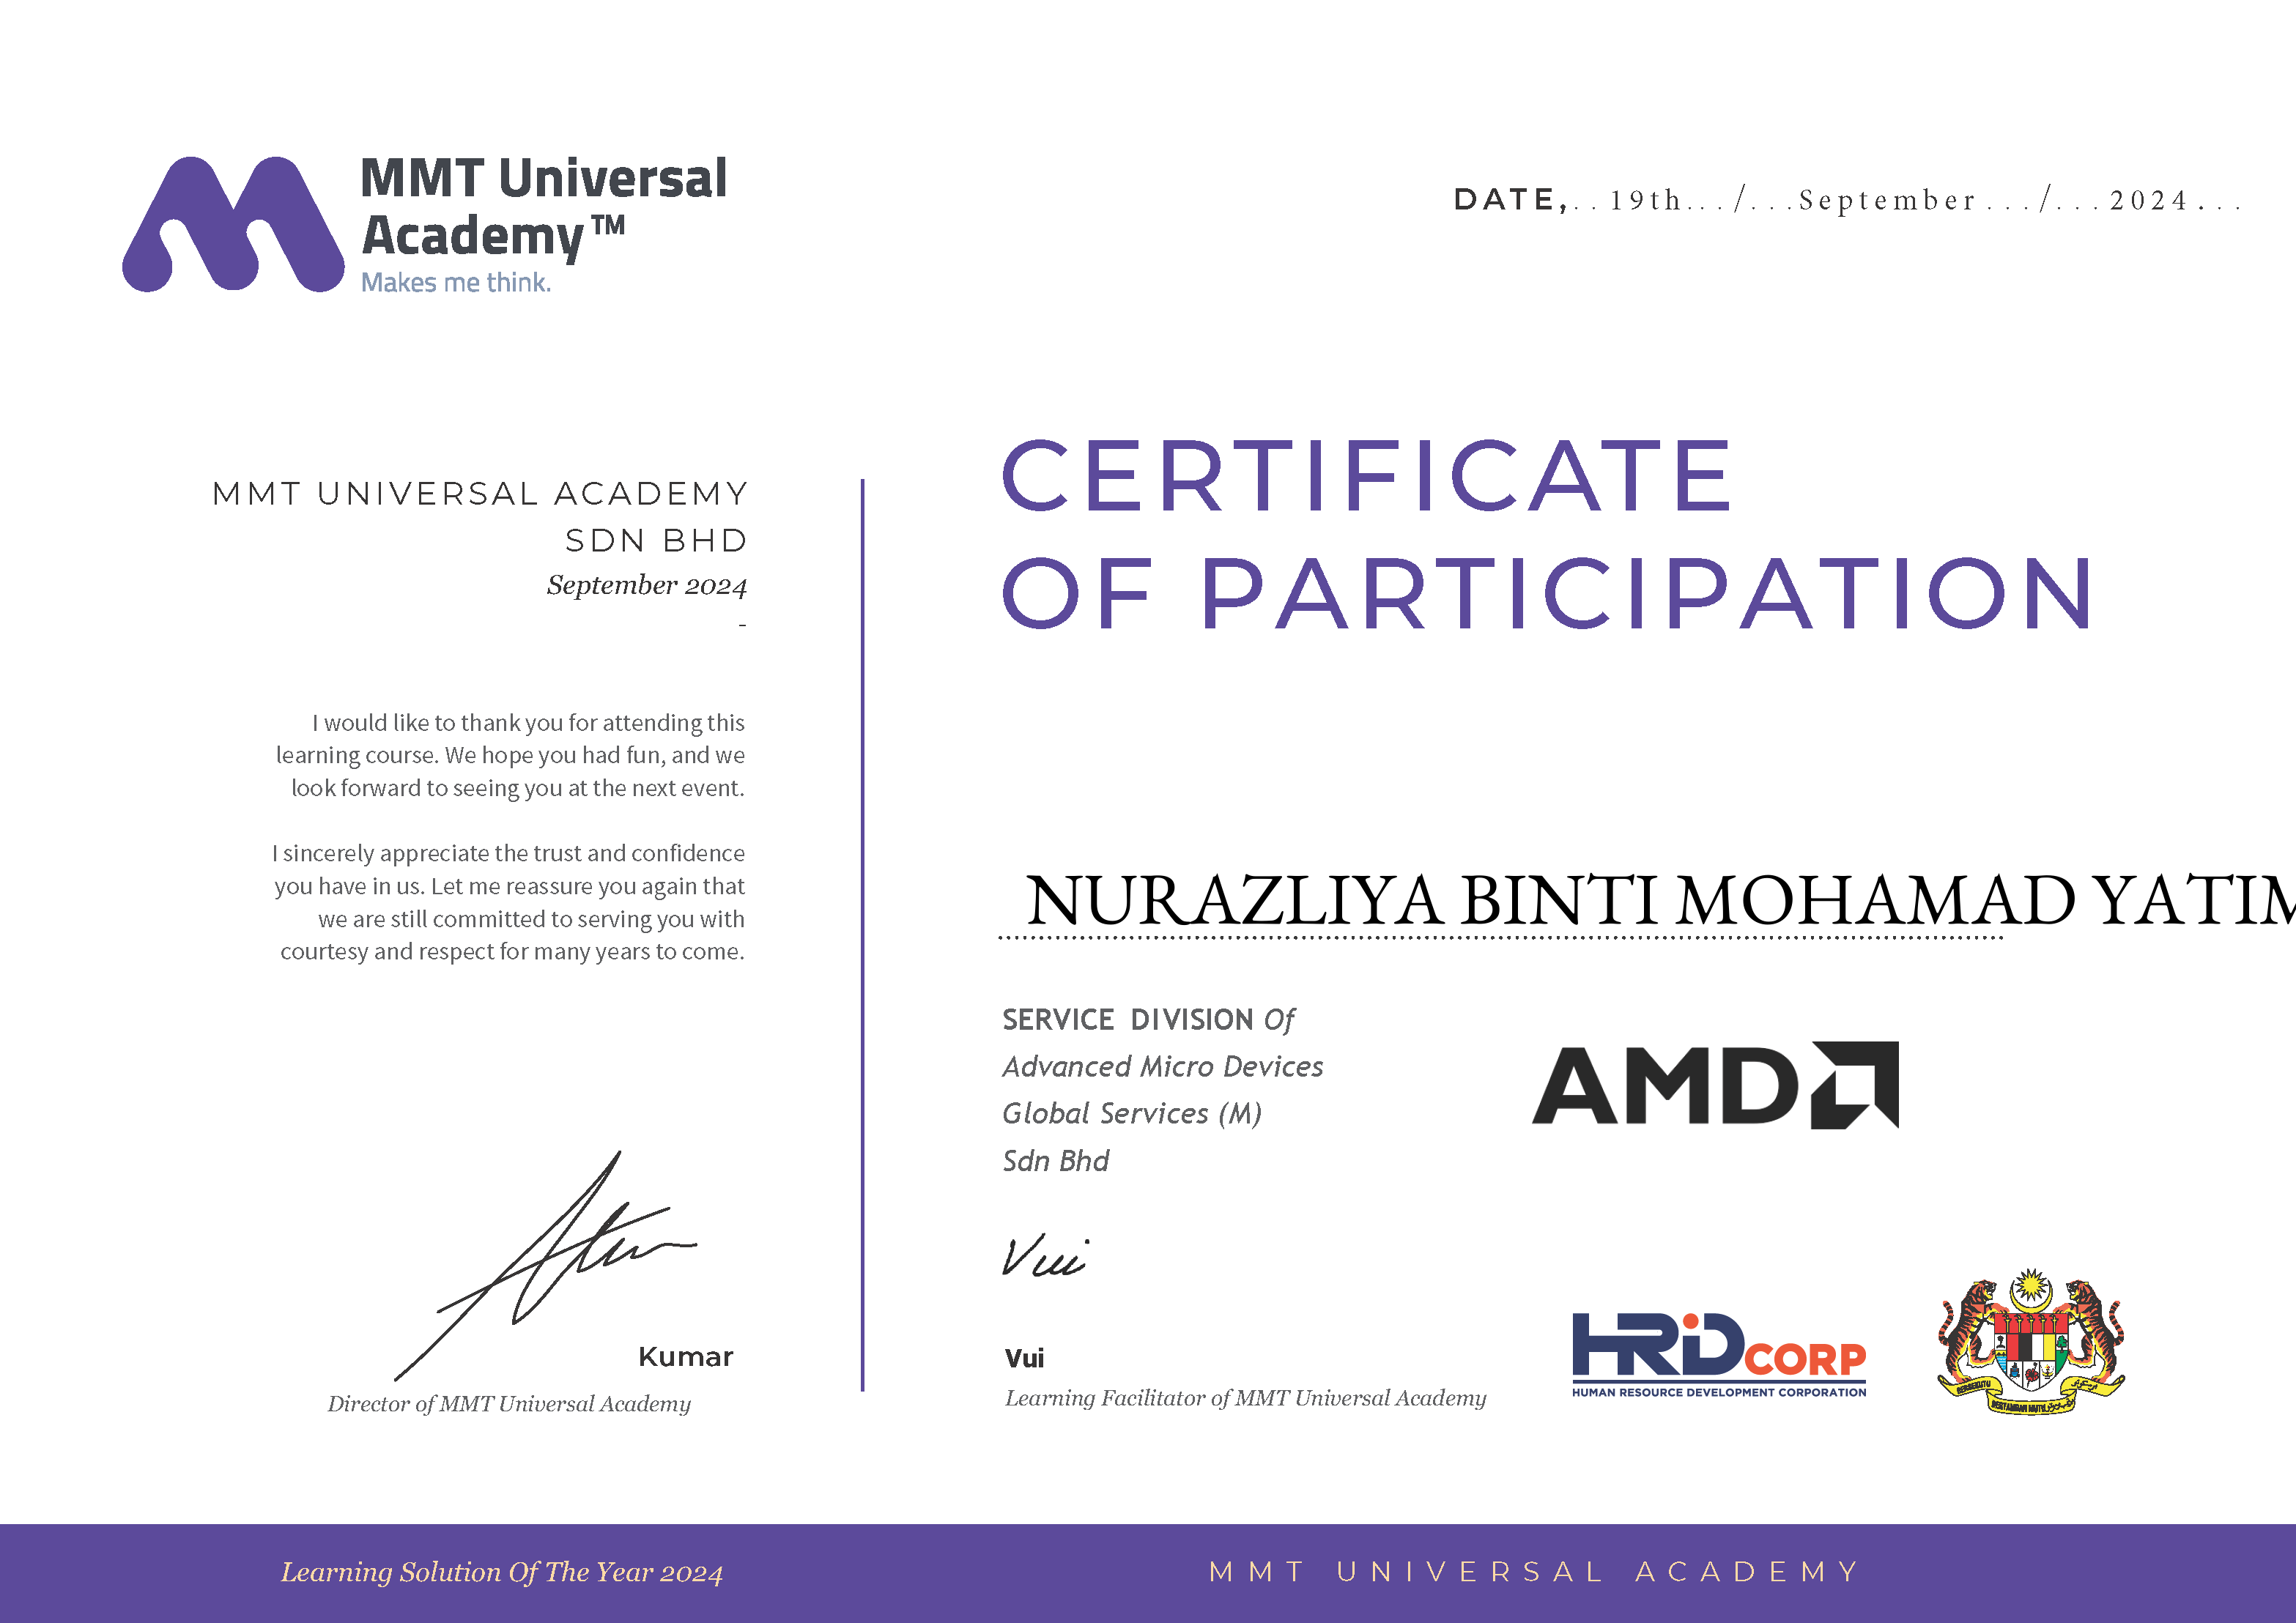 MMT Universal
Academy™
Makes me think.
DATE,. . 19th. . . / . . . September . . . / . . . 2024 . . .
MMT UNIVERSAL ACADEMY
SDN BHD
September 2024
-
I would like to thank you for attending this
learning course. We hope you had fun, and we
look forward to seeing you at the next event.
I sincerely appreciate the trust and confidence
you have in us. Let me reassure you again that
we are still committed to serving you with
courtesy and respect for many years to come.
Kumar
Director of MMT Universal Academy
CERTIFICATE
OF PARTICIPATION
NURAZLIYA BINTI MOHAMAD YATIM
SERVICE DIVISION Of
Advanced Micro Devices
Global Services (M)
Sdn Bhd
AMD
Vui
Vui
Learning Facilitator of MMT Universal Academy
HRD CORP
HUMAN RESOURCE DEVELOPMENT CORPORATION
Learning Solution Of The Year 2024
MMT UNIVERSAL ACADEMY